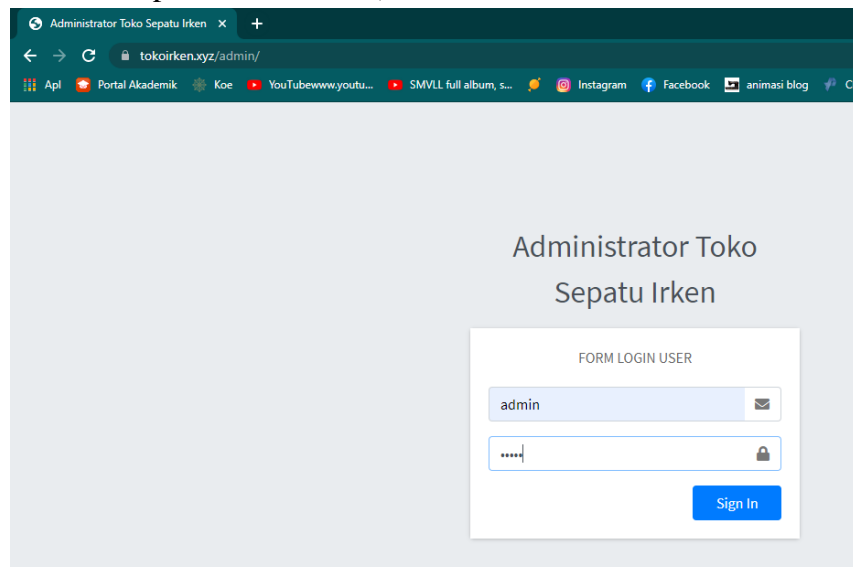 Administrator Toko Sepatu Irken
tokoirken.xyz/admin/
Apl Portal Akademik Koe YouTubewww.youtu... SMVLL full album, s... Instagram Facebook animasi blog
Administrator Toko
Sepatu Irken
FORM LOGIN USER
admin
•••••
Sign In